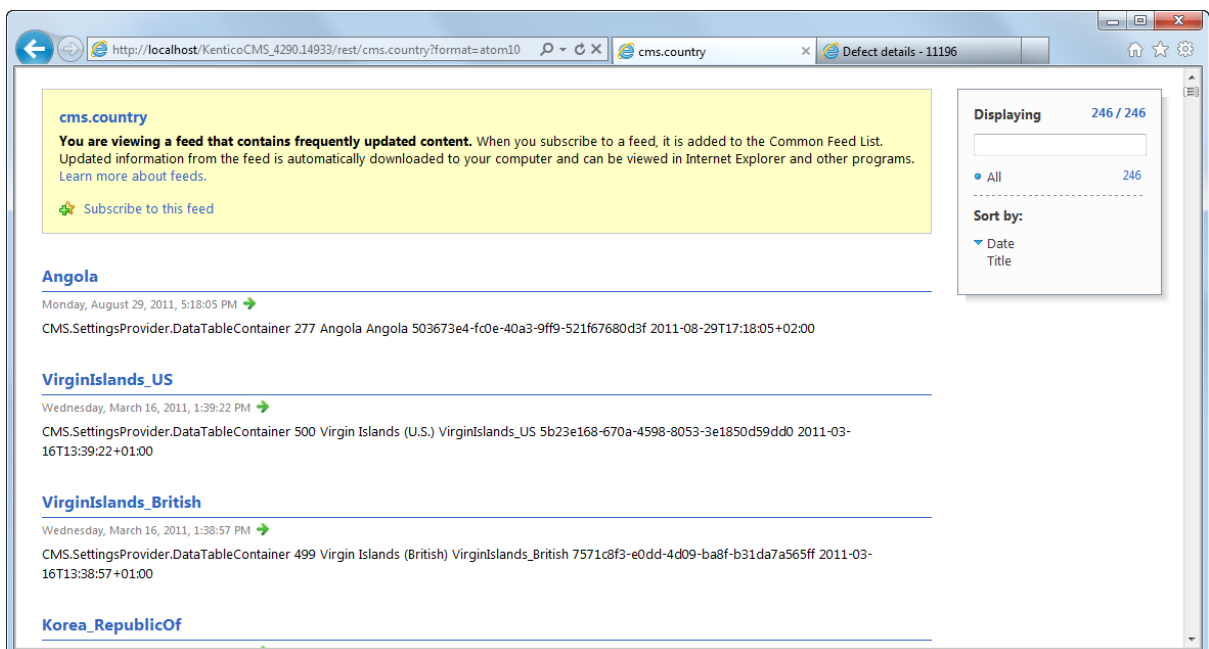 http://localhost/KenticoCMS_4290.14933/rest/cms.country?format=atom10
cms.country
Defect details - 11196
cms.country
You are viewing a feed that contains frequently updated content. When you subscribe to a feed, it is added to the Common Feed List.
Updated information from the feed is automatically downloaded to your computer and can be viewed in Internet Explorer and other programs.
Learn more about feeds.
Subscribe to this feed
Displaying 246 / 246
All 246
Sort by:
Date
Title
Angola
Monday, August 29, 2011, 5:18:05 PM
CMS.SettingsProvider.DataTableContainer 277 Angola Angola 503673e4-fc0e-40a3-9ff9-521f67680d3f 2011-08-29T17:18:05+02:00
VirginIslands_US
Wednesday, March 16, 2011, 1:39:22 PM
CMS.SettingsProvider.DataTableContainer 500 Virgin Islands (U.S.) VirginIslands_US 5b23e168-670a-4598-8053-3e1850d59dd0 2011-03-
16T13:39:22+01:00
VirginIslands_British
Wednesday, March 16, 2011, 1:38:57 PM
CMS.SettingsProvider.DataTableContainer 499 Virgin Islands (British) VirginIslands_British 7571c8f3-e0dd-4d09-ba8f-b31da7a565ff 2011-03-
16T13:38:57+01:00
Korea_RepublicOf